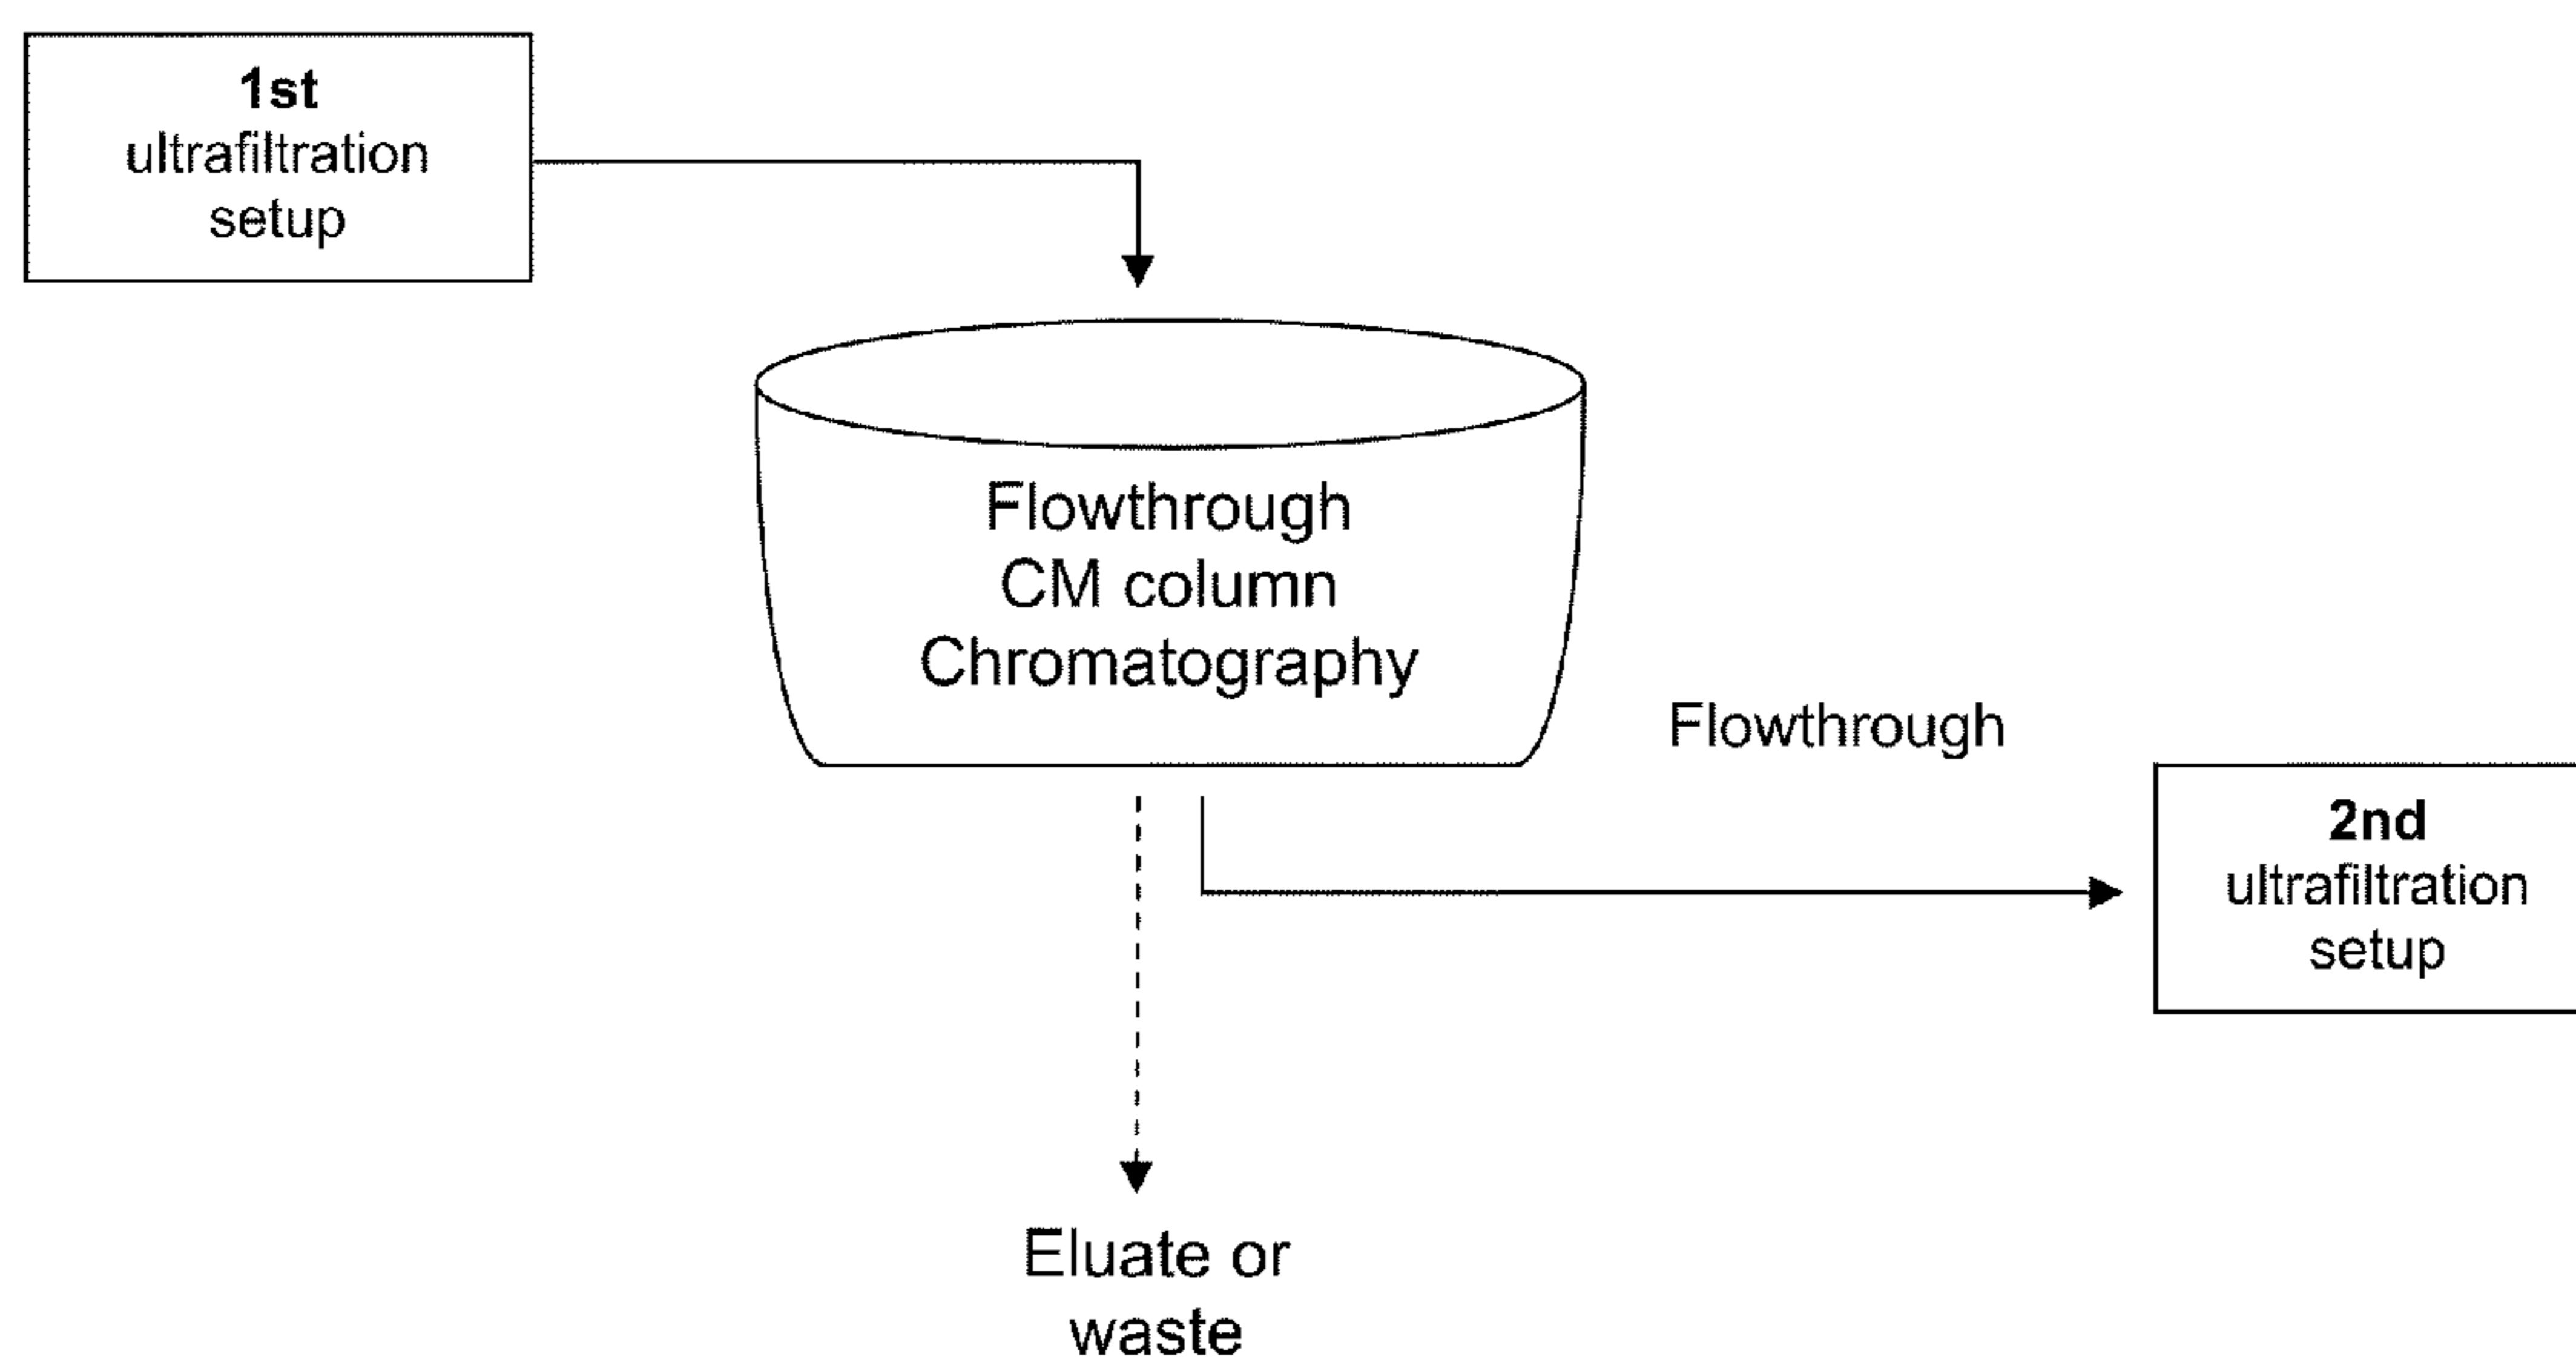 1st
ultrafiltration
setup
Flowthrough
CM column
Chromatography
Flowthrough
2nd
ultrafiltration
setup
Eluate or
waste